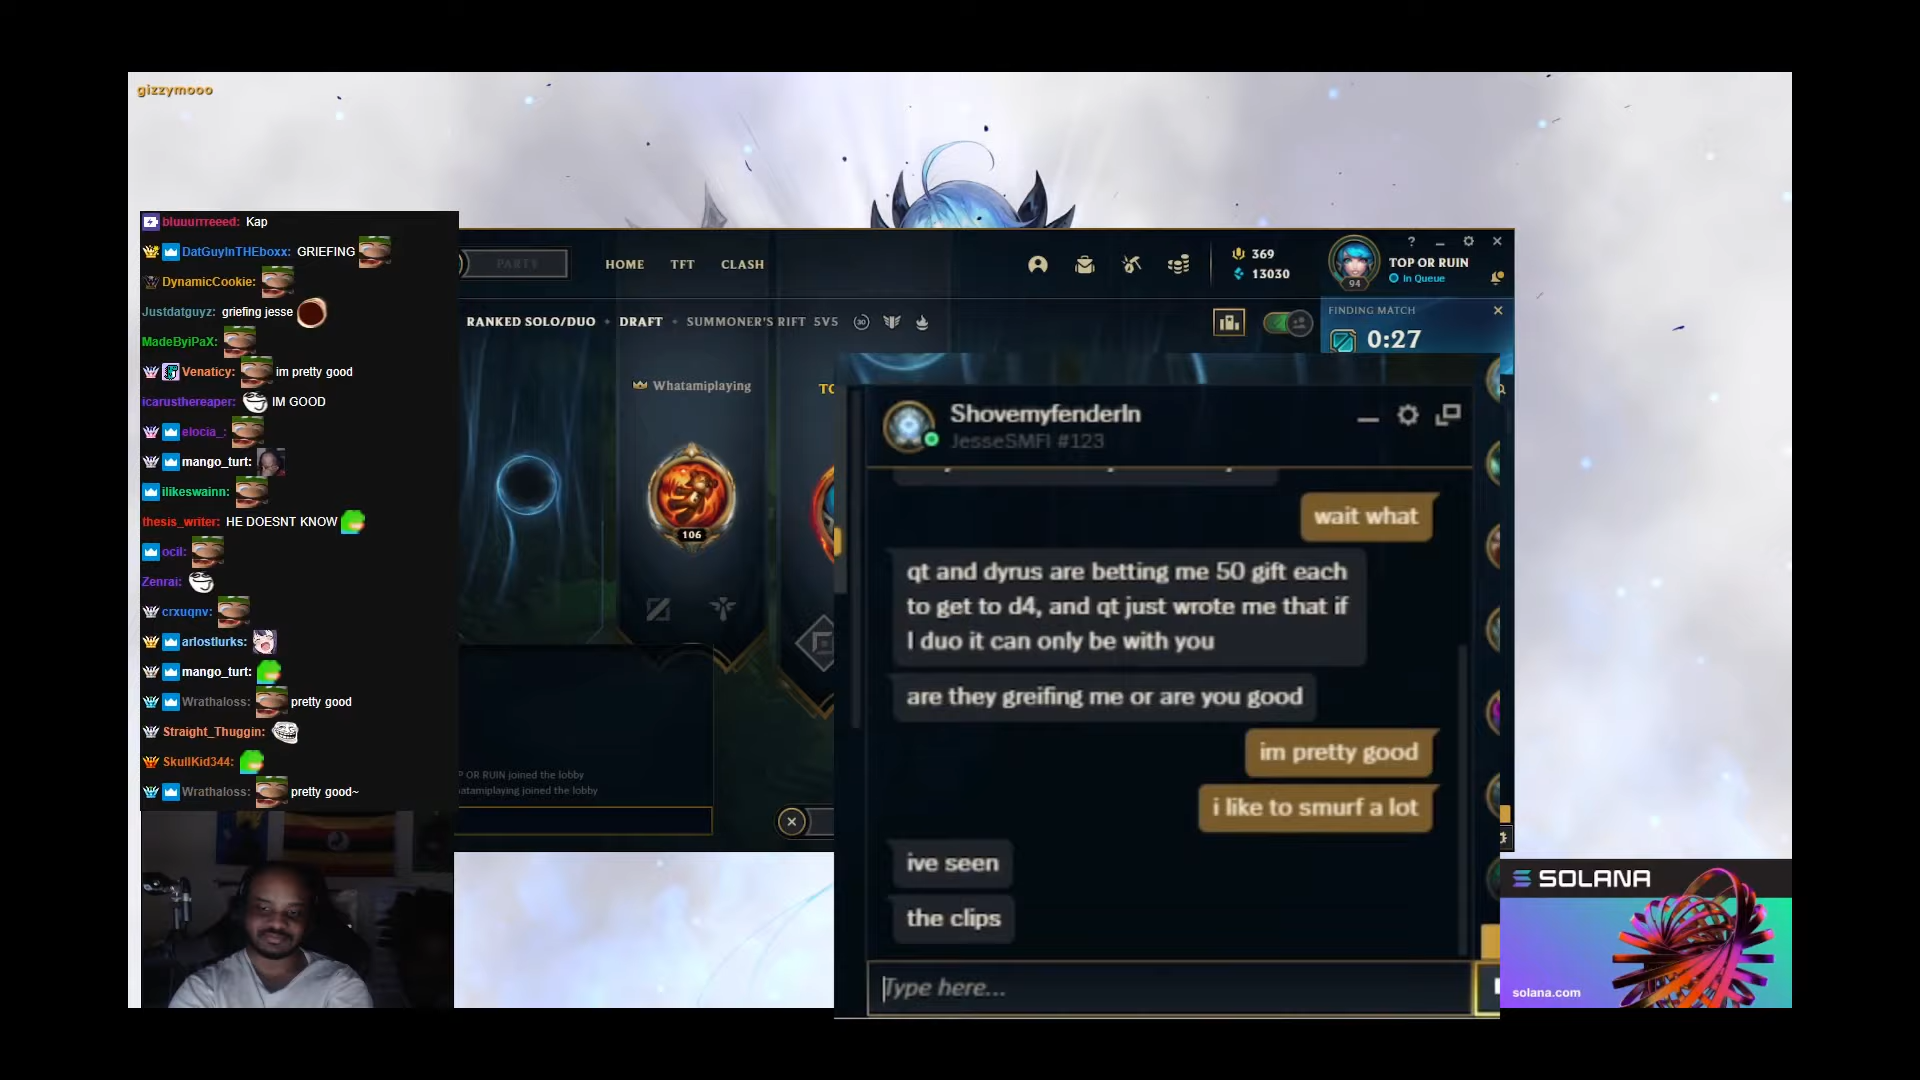 gizzymooo
bluuurrreeed: Kap
DatGuyInTHEboxx: GRIEFING
DynamicCookie:
Justdatguyz: griefing jesse
MadeByiPaX:
Venaticy: im pretty good
icarusthereaper: IM GOOD
elocia_:
mango_turt:
ilikeswainn:
thesis_writer: HE DOESNT KNOW
ocil:
Zenrai:
crxuqnv:
arlostlurks:
mango_turt:
Wrathaloss: pretty good
Straight_Thuggin:
SkullKid344:
Wrathaloss: pretty good~
PARTY
HOME TFT CLASH
369
13030
94
TOP OR RUIN
In Queue
RANKED SOLO/DUO • DRAFT • SUMMONER'S RIFT 5V5
30
FINDING MATCH
0:27
Whatamiplaying
106
TO
P OR RUIN joined the lobby
atamiplaying joined the lobby
ShovemyfenderIn
JesseSMFI #123
wait what
qt and dyrus are betting me 50 gift each
to get to d4, and qt just wrote me that if
I duo it can only be with you
are they greifing me or are you good
im pretty good
i like to smurf a lot
ive seen
the clips
Type here...
SOLANA
solana.com